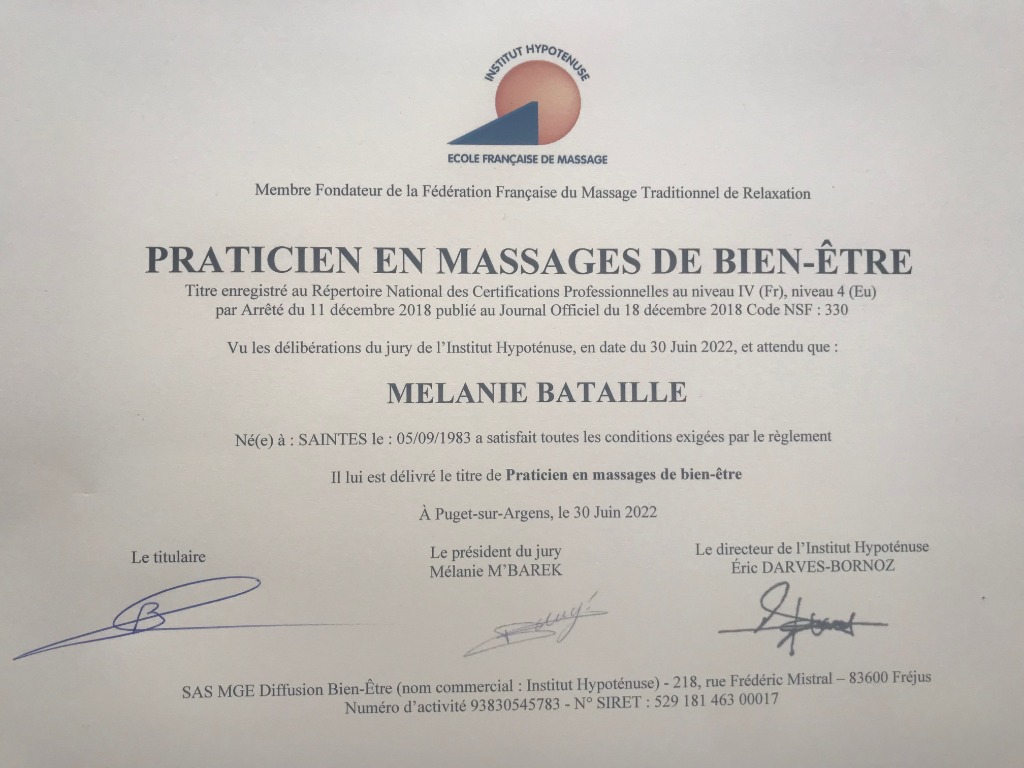 INSTITUT HYPOTENUSE
ECOLE FRANÇAISE DE MASSAGE
Membre Fondateur de la Fédération Française du Massage Traditionnel de Relaxation
PRATICIEN EN MASSAGES DE BIEN-ÊTRE
Titre enregistré au Répertoire National des Certifications Professionnelles au niveau IV (Fr), niveau 4 (Eu)
par Arrêté du 11 décembre 2018 publié au Journal Officiel du 18 décembre 2018 Code NSF : 330
Vu les délibérations du jury de l'Institut Hypoténuse, en date du 30 Juin 2022, et attendu que :
MELANIE BATAILLE
Né(e) à : SAINTES le : 05/09/1983 a satisfait toutes les conditions exigées par le règlement
Il lui est délivré le titre de Praticien en massages de bien-être
À Puget-sur-Argens, le 30 Juin 2022
Le titulaire
Le président du jury
Mélanie M'BAREK
Le directeur de l'Institut Hypoténuse
Éric DARVES-BORNOZ
SAS MGE Diffusion Bien-Être (nom commercial : Institut Hypoténuse) - 218, rue Frédéric Mistral – 83600 Fréjus
Numéro d'activité 93830545783 - N° SIRET : 529 181 463 00017